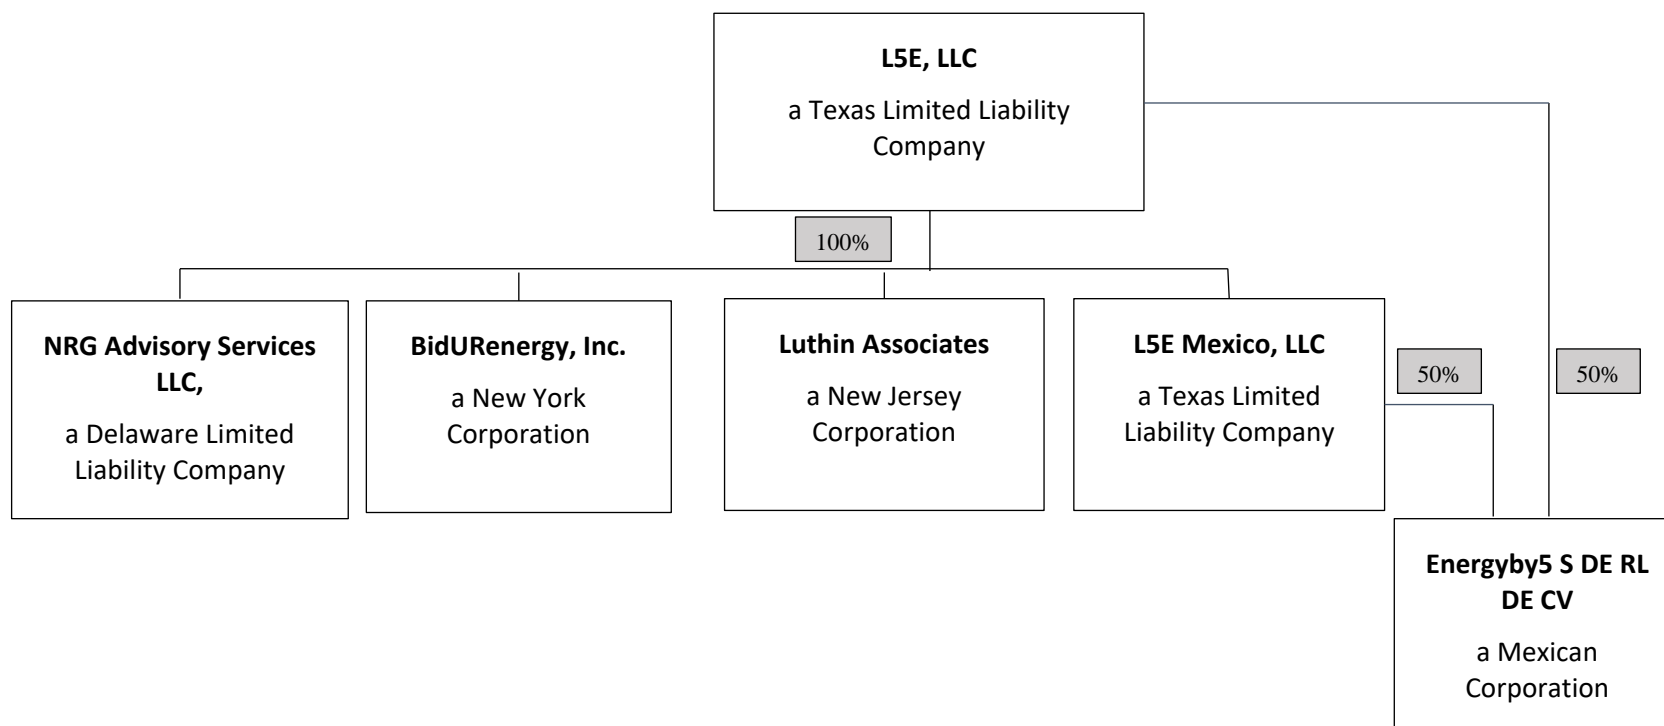 L5E, LLC
a Texas Limited Liability
Company
100%
NRG Advisory Services
LLC,
a Delaware Limited
Liability Company
BidURenergy, Inc.
a New York
Corporation
Luthin Associates
a New Jersey
Corporation
L5E Mexico, LLC
a Texas Limited
Liability Company
50%
50%
Energyby5 S DE RL
DE CV
a Mexican
Corporation